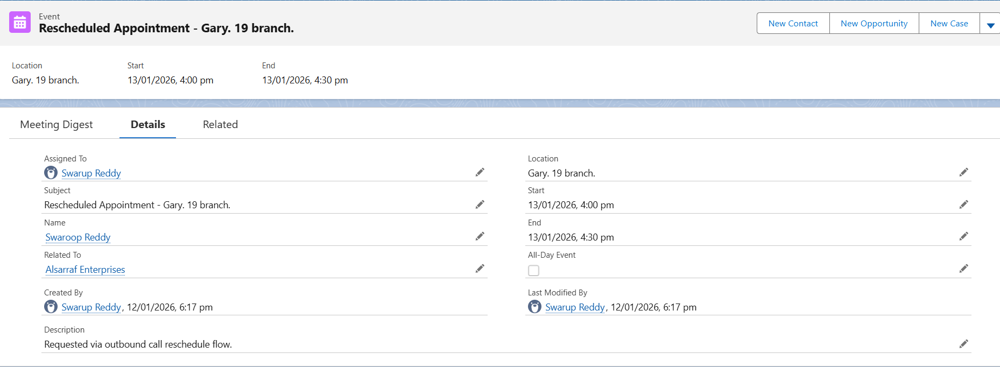 Event
Rescheduled Appointment - Gary. 19 branch.
New Contact
New Opportunity
New Case
Location
Start
End
Gary. 19 branch.
13/01/2026, 4:00 pm
13/01/2026, 4:30 pm
Meeting Digest
Details
Related
Assigned To
Swarup Reddy
Location
Gary. 19 branch.
Subject
Rescheduled Appointment - Gary. 19 branch.
Start
13/01/2026, 4:00 pm
Name
Swaroop Reddy
End
13/01/2026, 4:30 pm
Related To
Alsarraf Enterprises
All-Day Event
Created By
Swarup Reddy, 12/01/2026, 6:17 pm
Last Modified By
Swarup Reddy, 12/01/2026, 6:17 pm
Description
Requested via outbound call reschedule flow.